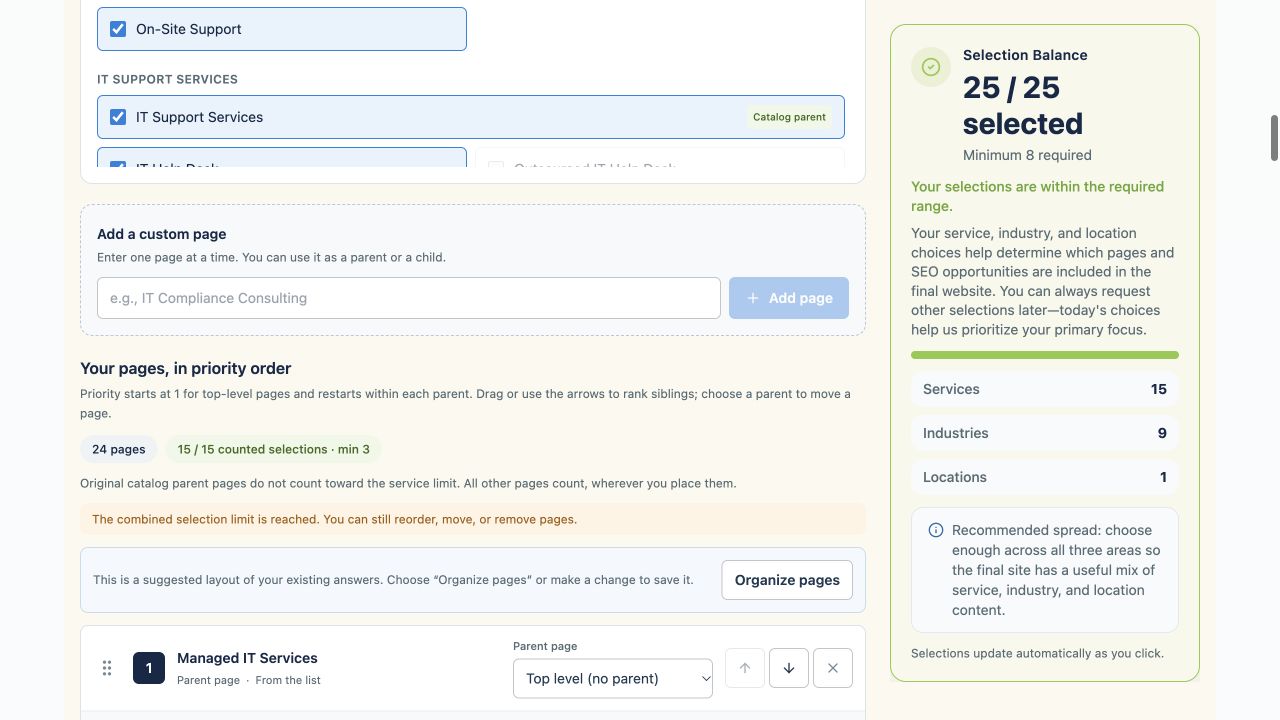 On-Site Support
IT SUPPORT SERVICES
IT Support Services
Catalog parent
IT Help Desk
Outsourced IT Help Desk
Add a custom page
Enter one page at a time. You can use it as a parent or a child.
e.g., IT Compliance Consulting
+ Add page
Your pages, in priority order
Priority starts at 1 for top-level pages and restarts within each parent. Drag or use the arrows to rank siblings; choose a parent to move a
page.
24 pages
15 / 15 counted selections · min 3
Original catalog parent pages do not count toward the service limit. All other pages count, wherever you place them.
The combined selection limit is reached. You can still reorder, move, or remove pages.
This is a suggested layout of your existing answers. Choose “Organize pages” or make a change to save it.
Organize pages
1
Managed IT Services
Parent page · From the list
Parent page
Top level (no parent)
Selection Balance
25 / 25
selected
Minimum 8 required
Your selections are within the required
range.
Your service, industry, and location
choices help determine which pages and
SEO opportunities are included in the
final website. You can always request
other selections later—today's choices
help us prioritize your primary focus.
Services 15
Industries 9
Locations 1
Recommended spread: choose
enough across all three areas so
the final site has a useful mix of
service, industry, and location
content.
Selections update automatically as you click.